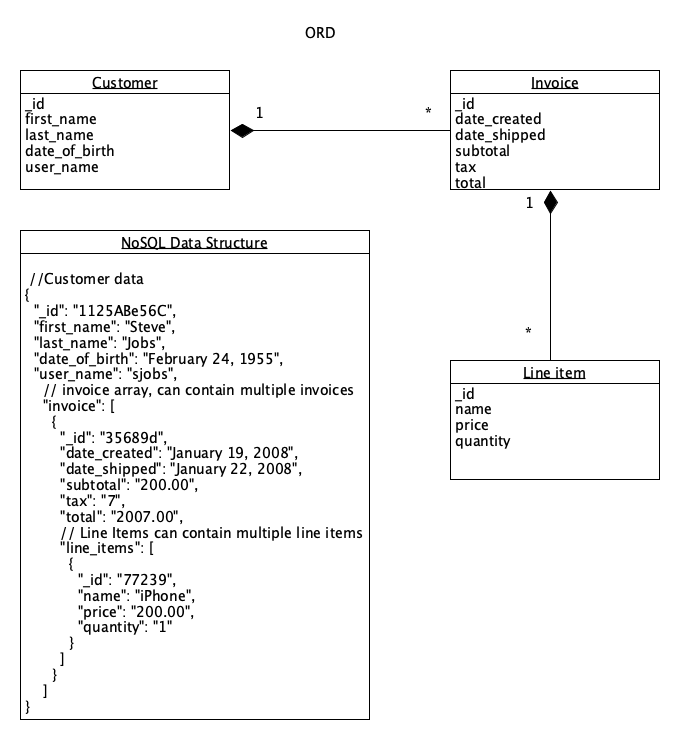 ORD
Customer
_id
first_name
last_name
date_of_birth
user_name
1
*
Invoice
_id
date_created
date_shipped
subtotal
tax
total
1
*
Line item
_id
name
price
quantity
NoSQL Data Structure
//Customer data
{
"_id": "1125ABe56C",
"first_name": "Steve",
"last_name": "Jobs",
"date_of_birth": "February 24, 1955",
"user_name": "sjobs",
// invoice array, can contain multiple invoices
"invoice": [
{
"_id": "35689d",
"date_created": "January 19, 2008",
"date_shipped": "January 22, 2008",
"subtotal": "200.00",
"tax": "7",
"total": "2007.00",
// Line Items can contain multiple line items
"line_items": [
{
"_id": "77239",
"name": "iPhone",
"price": "200.00",
"quantity": "1"
}
]
}
]
}